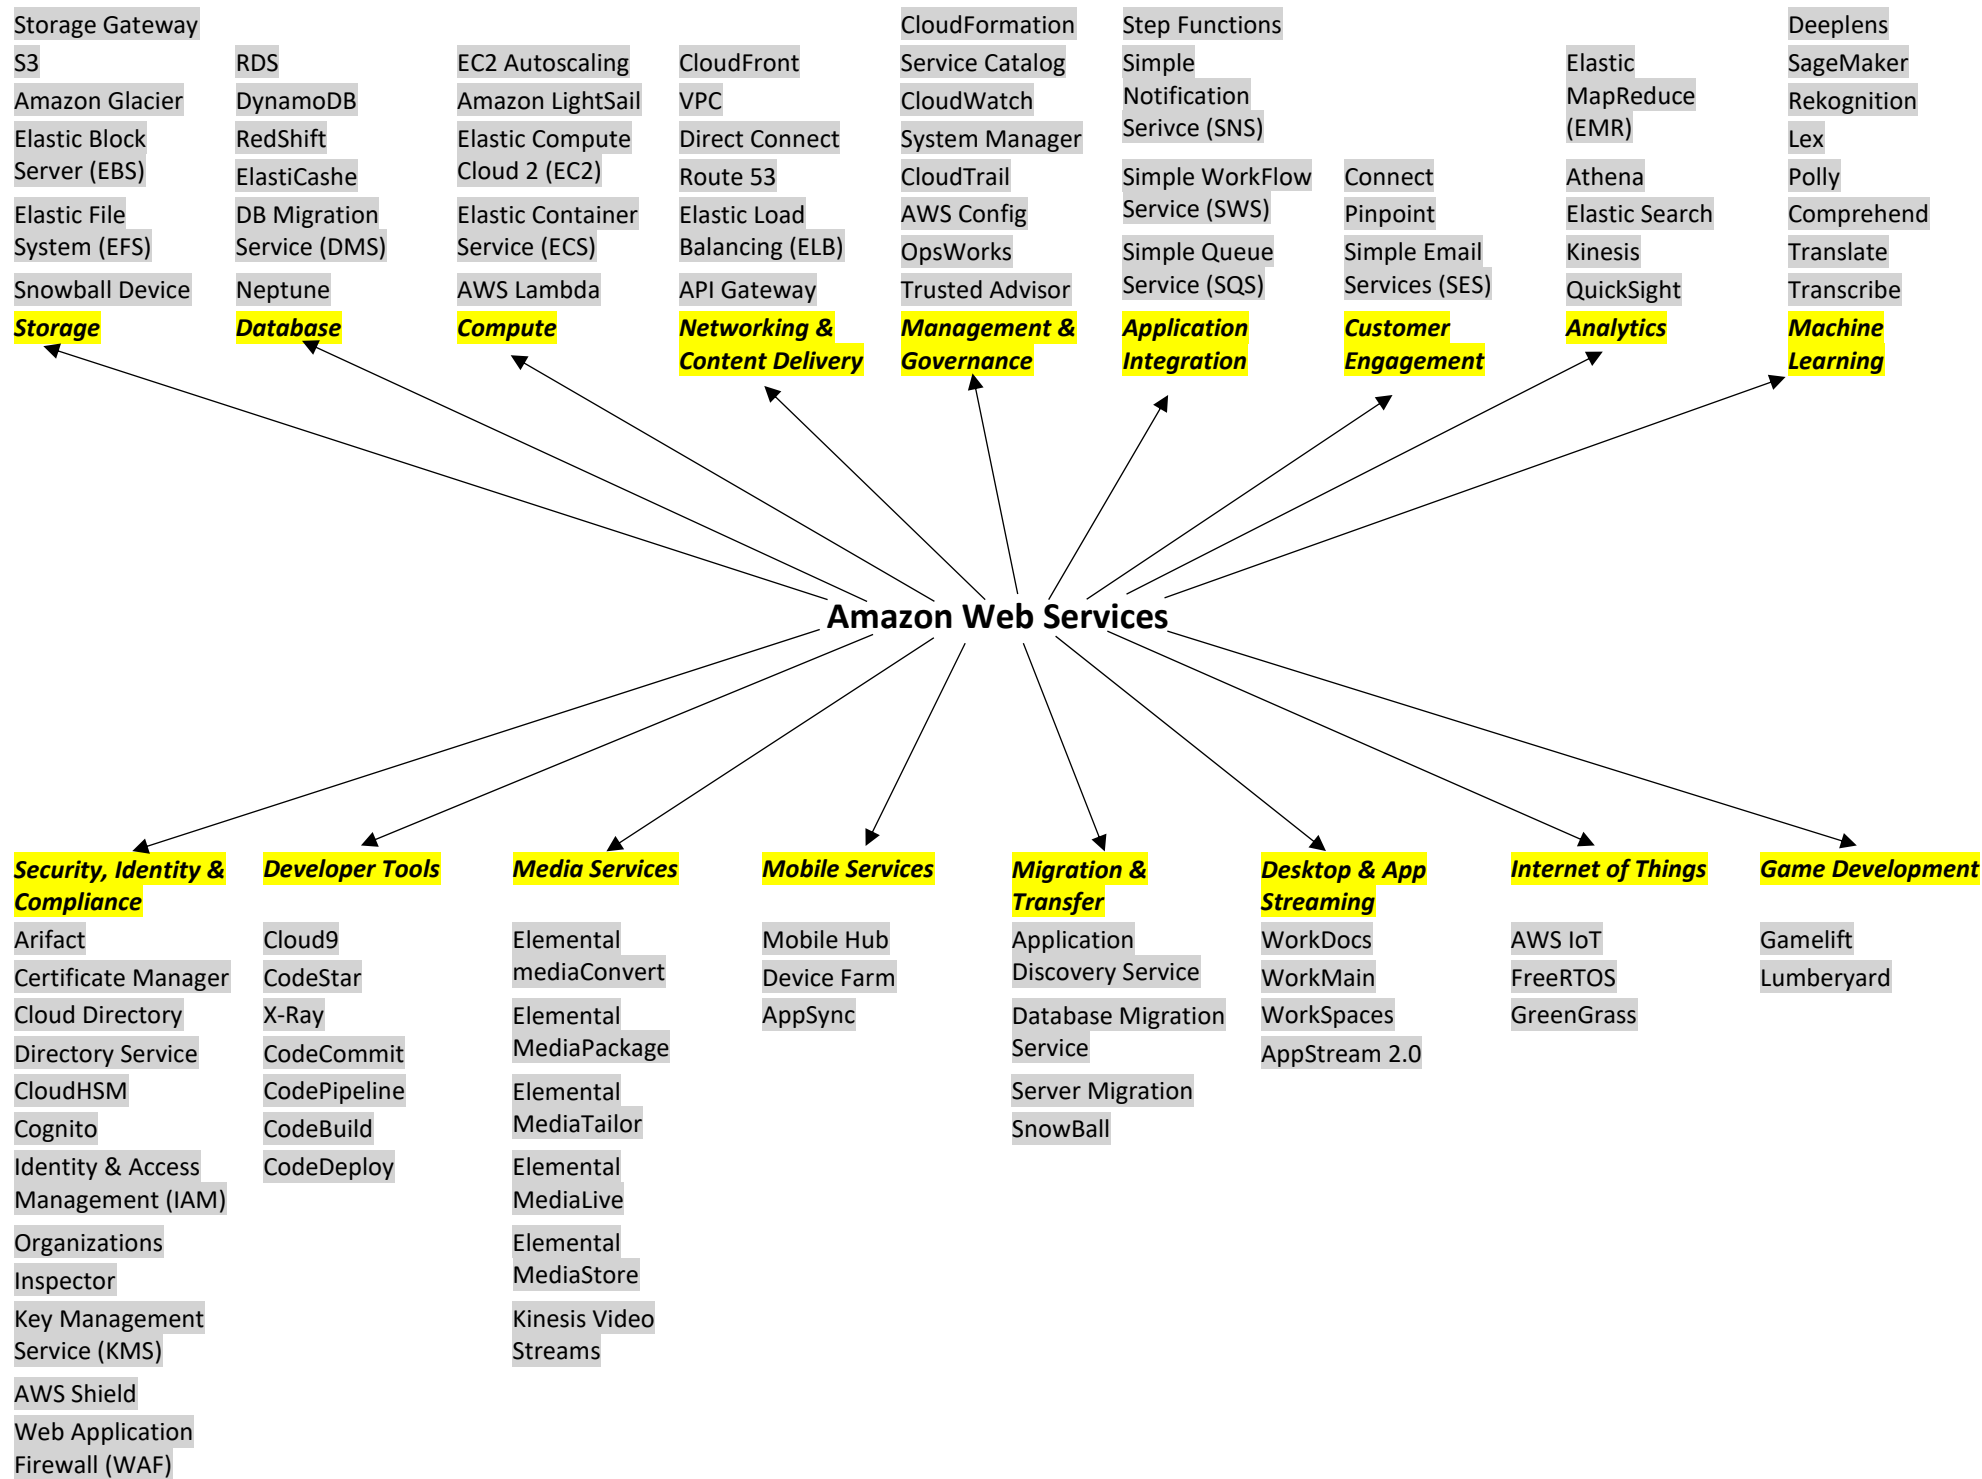 Storage Gateway
S3
Amazon Glacier
Elastic Block
Server (EBS)
Elastic File
System (EFS)
Snowball Device
Storage
RDS
DynamoDB
RedShift
ElastiCashe
DB Migration
Service (DMS)
Neptune
Database
EC2 Autoscaling
Amazon LightSail
Elastic Compute
Cloud 2 (EC2)
Elastic Container
Service (ECS)
AWS Lambda
Compute
CloudFront
VPC
Direct Connect
Route 53
Elastic Load
Balancing (ELB)
API Gateway
Networking &
Content Delivery
CloudFormation
Service Catalog
CloudWatch
System Manager
CloudTrail
AWS Config
OpsWorks
Trusted Advisor
Management &
Governance
Step Functions
Simple
Notification
Serivce (SNS)
Simple WorkFlow
Service (SWS)
Simple Queue
Service (SQS)
Application
Integration
Connect
Pinpoint
Simple Email
Services (SES)
Customer
Engagement
Elastic
MapReduce
(EMR)
Athena
Elastic Search
Kinesis
QuickSight
Analytics
Deeplens
SageMaker
Rekognition
Lex
Polly
Comprehend
Translate
Transcribe
Machine
Learning
Amazon Web Services
Security, Identity &
Compliance
Arifact
Certificate Manager
Cloud Directory
Directory Service
CloudHSM
Cognito
Identity & Access
Management (IAM)
Organizations
Inspector
Key Management
Service (KMS)
AWS Shield
Web Application
Firewall (WAF)
Developer Tools
Cloud9
CodeStar
X-Ray
CodeCommit
CodePipeline
CodeBuild
CodeDeploy
Media Services
Elemental
mediaConvert
Elemental
MediaPackage
Elemental
MediaTailor
Elemental
MediaLive
Elemental
MediaStore
Kinesis Video
Streams
Mobile Services
Mobile Hub
Device Farm
AppSync
Migration &
Transfer
Application
Discovery Service
Database Migration
Service
Server Migration
SnowBall
Desktop & App
Streaming
WorkDocs
WorkMain
WorkSpaces
AppStream 2.0
Internet of Things
AWS IoT
FreeRTOS
GreenGrass
Game Development
Gamelift
Lumberyard